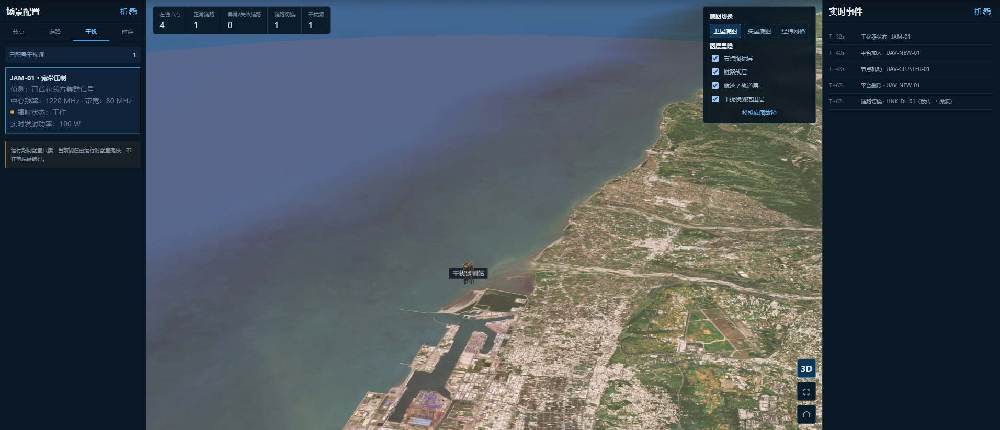 场景配置
折叠
节点
链路
干扰
时序
已配置干扰源
1
JAM-01 • 宽带压制
侦测：已截获我方集群信号
中心频率：1220 MHz · 带宽：80 MHz
辐射状态：工作
实时发射功率：100 W
运行期间配置只读；当前阈值由运行时配置提供，不
在前端硬编码。
在线节点
4
正常链路
1
异常/失效链路
0
链路切换
1
干扰源
1
干扰侦测站
底图切换
卫星底图
矢量底图
经纬网格
图层显隐
节点图标层
链路线层
航迹 / 轨道层
干扰侦测范围层
模拟底图故障
3D
实时事件
折叠
T+32s 干扰器状态 · JAM-01
T+40s 平台加入 · UAV-NEW-01
T+43s 节点机动 · UAV-CLUSTER-01
T+67s 平台删除 · UAV-NEW-01
T+67s 链路切换 · LINK-DL-01（数传 → 微波）